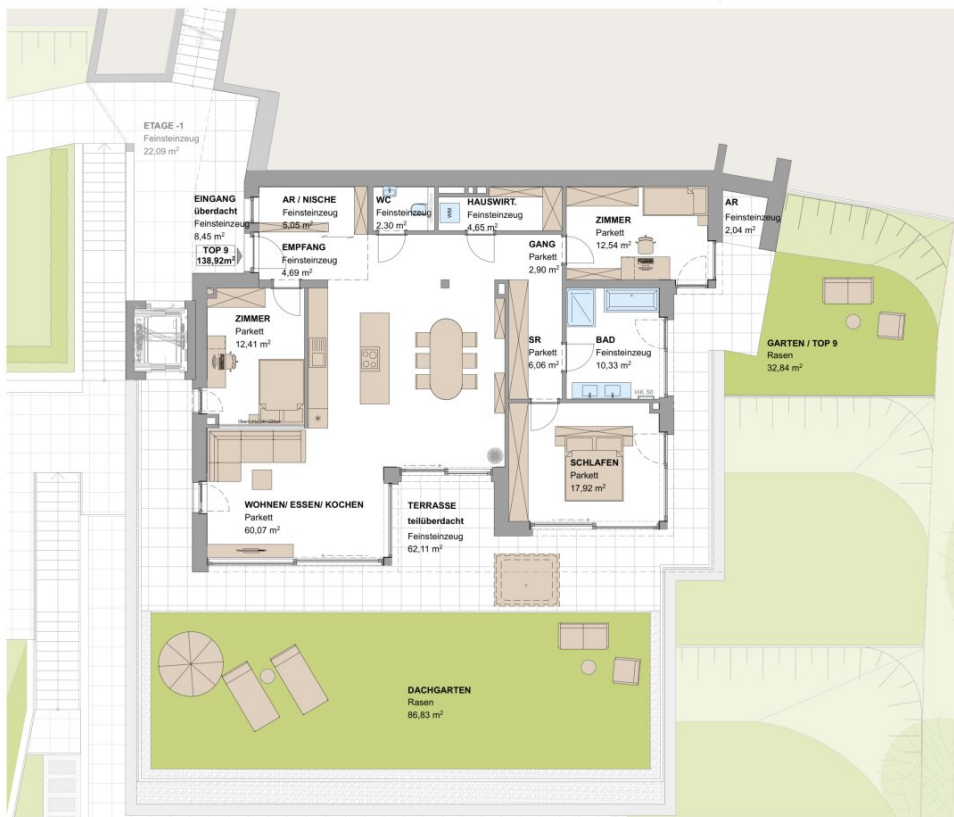 ETAGE -1
Feinsteinzeug
22,09 m²
EINGANG
überdacht
Feinsteinzeug
8,45 m²
TOP 9
138,92m²
AR / NISCHE
Feinsteinzeug
5,05 m²
WC
Feinsteinzeug
2,30 m²
HAUSWIRT.
Feinsteinzeug
4,65 m²
WM
ZIMMER
Parkett
12,54 m²
AR
Feinsteinzeug
2,04 m²
EMPFANG
Feinsteinzeug
4,69 m²
GANG
Parkett
2,90 m²
ZIMMER
Parkett
12,41 m²
SR
Parkett
6,06 m²
BAD
Feinsteinzeug
10,33 m²
HK 50
GARTEN / TOP 9
Rasen
32,84 m²
SCHLAFEN
Parkett
17,92 m²
WOHNEN/ ESSEN/ KOCHEN
Parkett
60,07 m²
TERRASSE
teilüberdacht
Feinsteinzeug
62,11 m²
DACHGARTEN
Rasen
86,83 m²